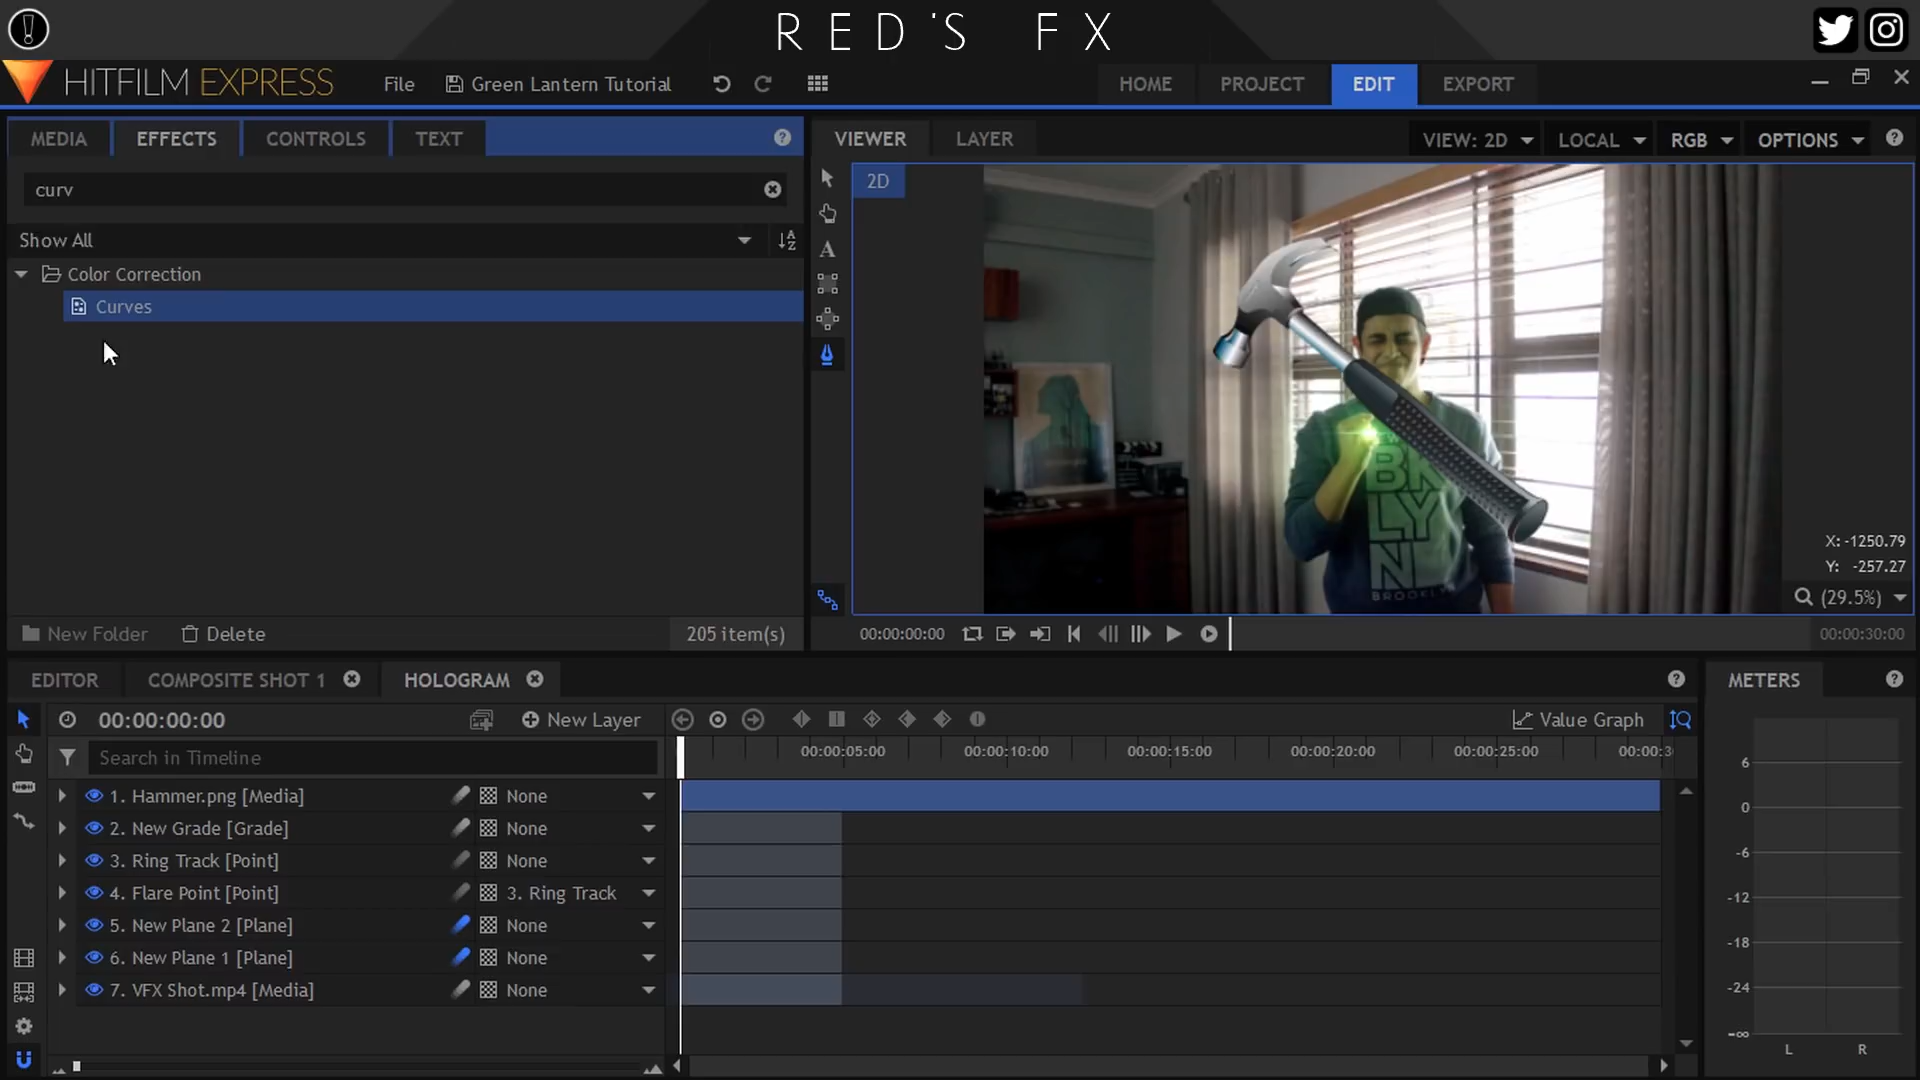 RED'S FX
HITFILM EXPRESS
File
Green Lantern Tutorial
HOME
PROJECT
EDIT
EXPORT
MEDIA
EFFECTS
CONTROLS
TEXT
VIEWER
LAYER
VIEW: 2D
LOCAL
RGB
OPTIONS
curv
2D
Show All
Color Correction
Curves
BK
LYN
BROOKLYN
X: -1250.79
Y: -257.27
(29.5%)
New Folder
Delete
205 item(s)
00:00:00:00
00:00:30:00
EDITOR
COMPOSITE SHOT 1
HOLOGRAM
METERS
00:00:00:00
New Layer
Value Graph
Search in Timeline
00:00:05:00
00:00:10:00
00:00:15:00
00:00:20:00
00:00:25:00
00:00:3
1. Hammer.png [Media]
None
2. New Grade [Grade]
None
3. Ring Track [Point]
None
4. Flare Point [Point]
3. Ring Track
5. New Plane 2 [Plane]
None
6. New Plane 1 [Plane]
None
7. VFX Shot.mp4 [Media]
None
6
0
-6
-12
-18
-24
-∞
L
R